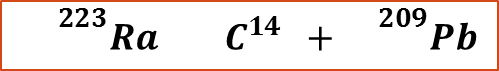 ²²³Ra C¹⁴ + ²⁰⁹Pb